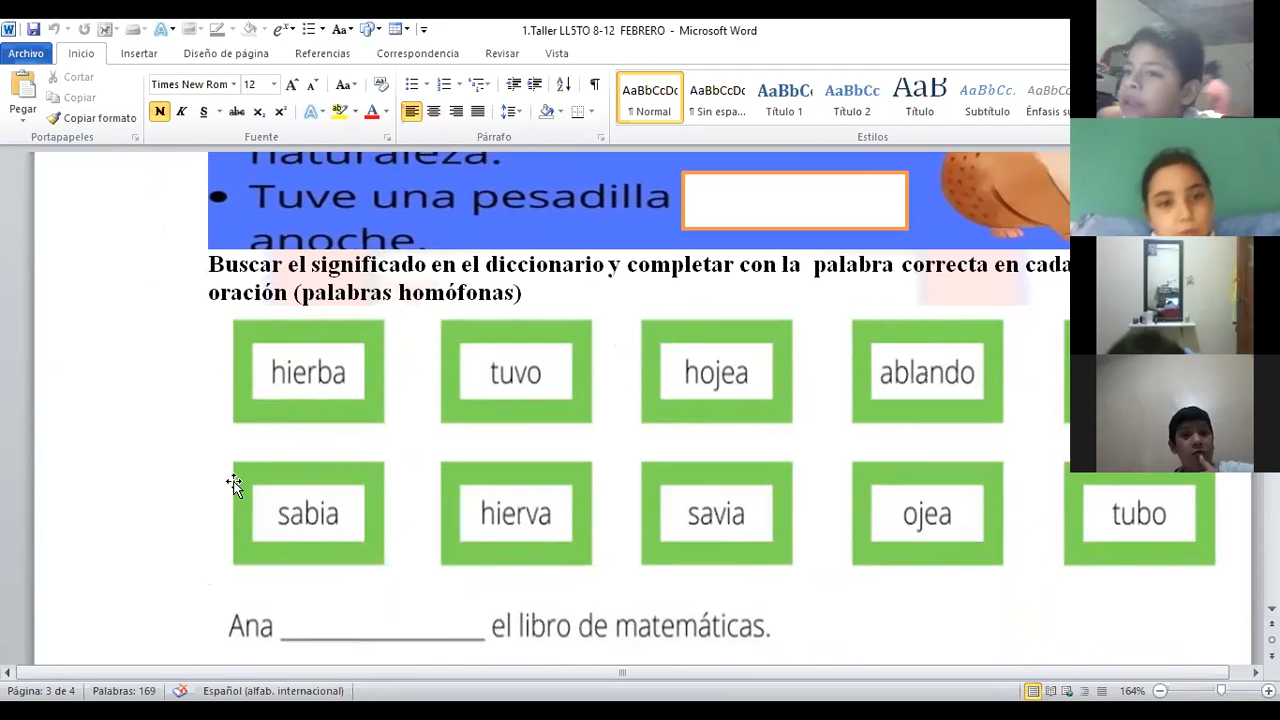 1.Taller LL5TO 8-12 FEBRERO - Microsoft Word
Archivo Inicio Insertar Diseño de página Referencias Correspondencia Revisar Vista
Pegar
Cortar
Copiar
Copiar formato
Portapapeles
Times New Rom 12
Fuente
Párrafo
AaBbCcDc AaBbCcDc AaBbC AaBbCc AaB AaBbCc. AaBbCc
¶ Normal ¶ Sin espa... Título 1 Título 2 Título Subtítulo Énfasis su
Estilos
naturaleza.
• Tuve una pesadilla
anoche.
Buscar el significado en el diccionario y completar con la palabra correcta en cada
oración (palabras homófonas)
hierba tuvo hojea ablando
sabia hierva savia ojea tubo
Ana ________________ el libro de matemáticas.
Página: 3 de 4 Palabras: 169 Español (alfab. internacional) 164%